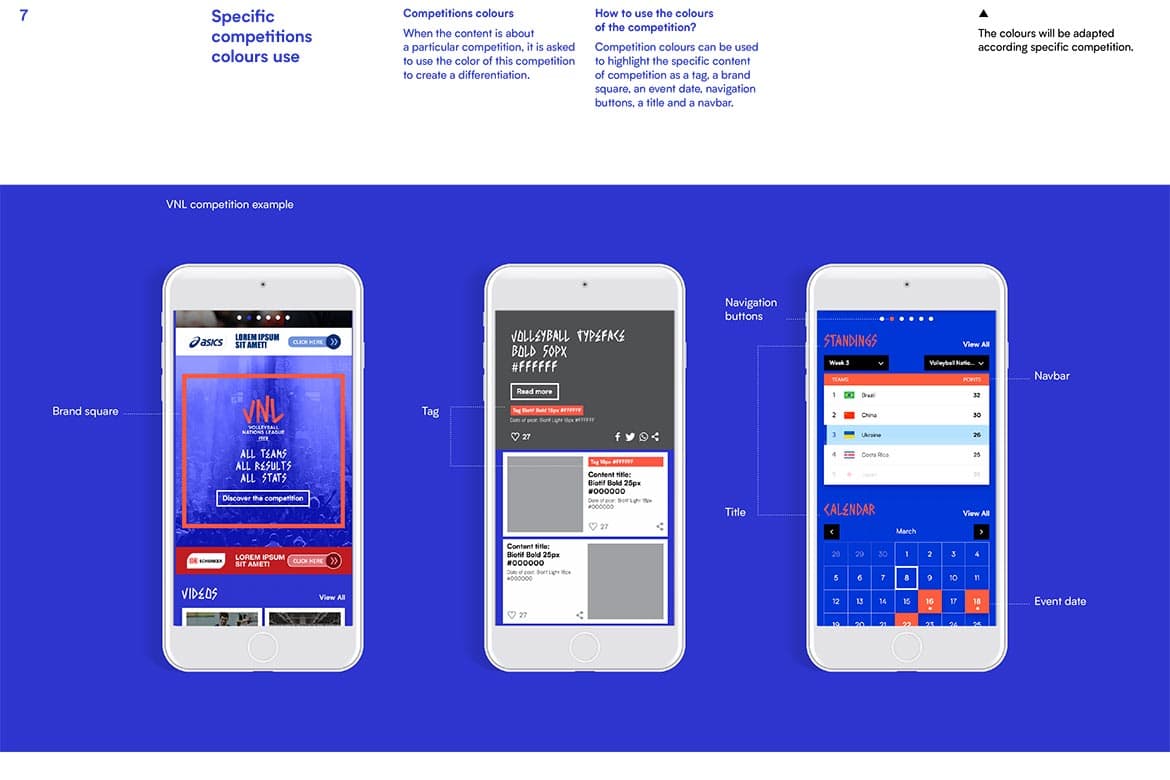 7
Specific
competitions
colours use
Competitions colours
When the content is about
a particular competition, it is asked
to use the color of this competition
to create a differentiation.
How to use the colours
of the competition?
Competition colours can be used
to highlight the specific content
of competition as a tag, a brand
square, an event date, navigation
buttons, a title and a navbar.
▲
The colours will be adapted
according specific competition.
VNL competition example
Brand square
asics
LOREM IPSUM
SIT AMET!
CLICK HERE
VNL
VOLLEYBALL
NATIONS LEAGUE
ALL TEAMS
ALL RESULTS
ALL STATS
Discover the competition
DB SCHENKER
LOREM IPSUM
SIT AMET!
CLICK HERE
VIDEOS
View All
Tag
VOLLEYBALL TYPEFACE
BOLD 50PX
#FFFFFF
Read more
Tag Biotif Bold 15px #FFFFFF
Date of post: Biotif Light 15px #FFFFFF
27
Tag 15px #FFFFFF
Content title:
Biotif Bold 25px
#000000
Date of post: Biotif Light 15px
#000000
27
Content title:
Biotif Bold 25px
#000000
Date of post: Biotif Light 15px
#000000
27
Navigation
buttons
Title
Navbar
Event date
STANDINGS
View All
Week 3
Volleyball Natio...
TEAMS POINTS
1 Brazil 32
2 China 30
3 Ukraine 26
4 Costa Rica 25
CALENDAR
View All
< March >
28 29 30 1 2 3 4
5 6 7 8 9 10 11
12 13 14 15 16 17 18
19 20 21 22 23 24 25